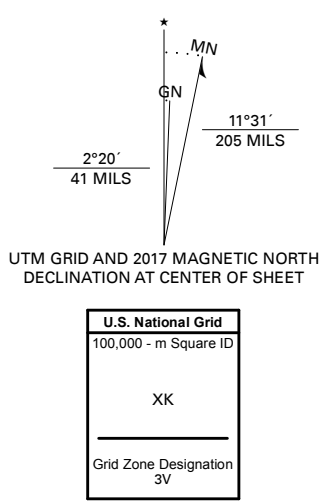 ★
MN
GN
11°31´
205 MILS
2°20´
41 MILS
UTM GRID AND 2017 MAGNETIC NORTH
DECLINATION AT CENTER OF SHEET
U.S. National Grid
100,000 - m Square ID
XK
Grid Zone Designation
3V